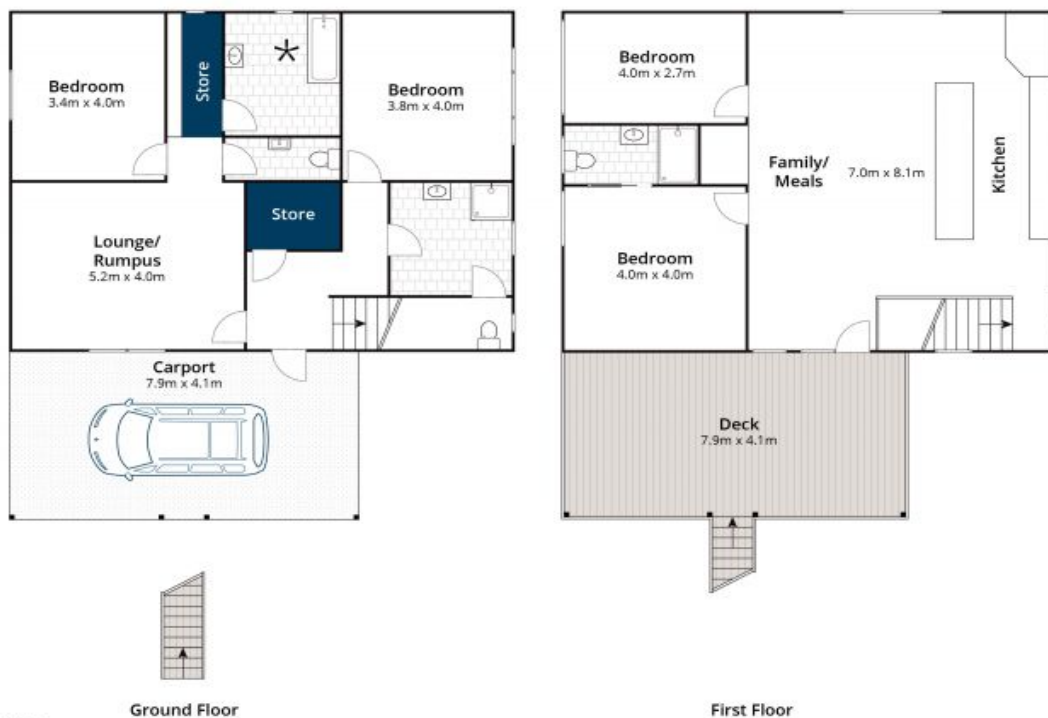 Bedroom
3.4m x 4.0m
Store
Bedroom
3.8m x 4.0m
Store
Lounge/
Rumpus
5.2m x 4.0m
Carport
7.9m x 4.1m
Ground Floor
Bedroom
4.0m x 2.7m
Family/
Meals
7.0m x 8.1m
Kitchen
Bedroom
4.0m x 4.0m
Deck
7.9m x 4.1m
First Floor